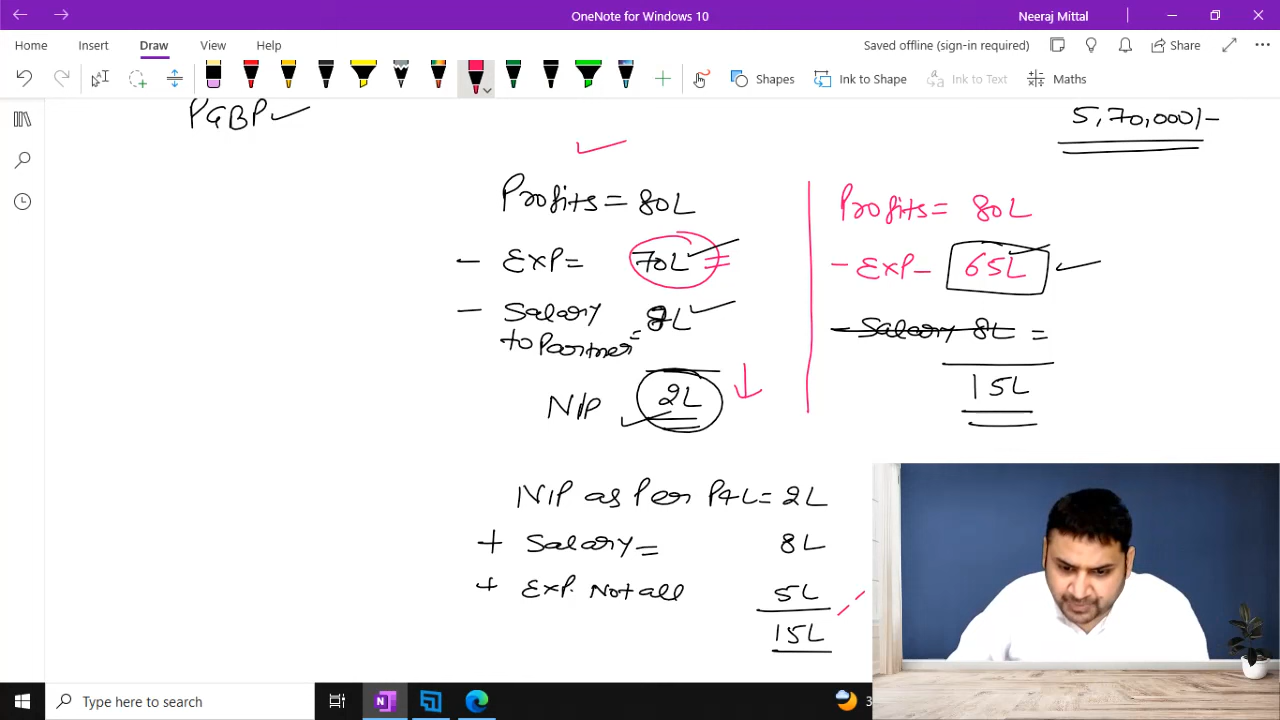 OneNote for Windows 10
Neeraj Mittal
Home Insert Draw View Help
Saved offline (sign-in required)
Share
Shapes
Ink to Shape
Ink to Text
Maths
PGBP
5,70,000/-
Profits = 80L
- Exp = 70L =
- Salary
to Partner =
N/P 2L
Profits = 80L
- Exp - 65L
- Salary 8L =
15L
N/P as Per P&L = 2L
+ Salary = 8L
+ Exp. Not all 5L
15L
Type here to search
3